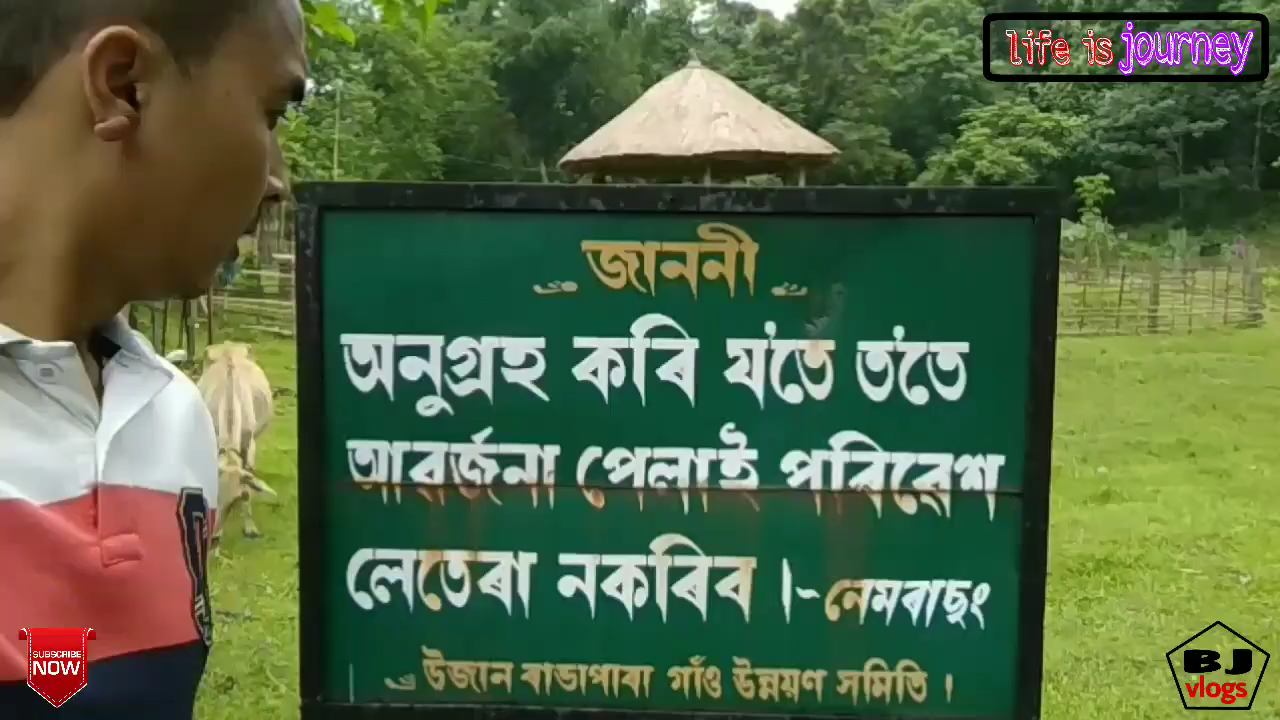 life is journey
জাননী
অনুগ্ৰহ কৰি য'তে ত'তে
আবৰ্জনা পেলাই পৰিৱেশ
লেতেৰা নকৰিব ।-নেমৰাছং
উজান ৰাভাপাৰা গাঁও উন্নয়ণ সমিতি ।
SUBSCRIBE
NOW
BJ
vlogs